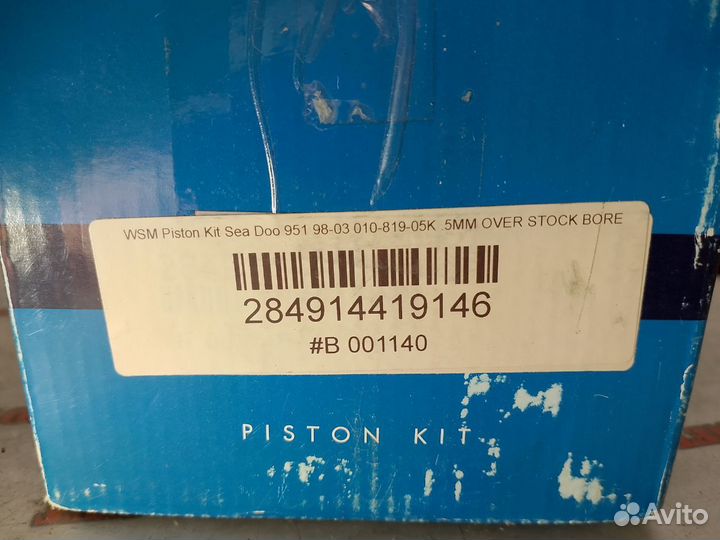 WSM Piston Kit Sea Doo 951 98-03 010-819-05K .5MM OVER STOCK BORE
284914419146
#B 001140
PISTON KIT
Avito